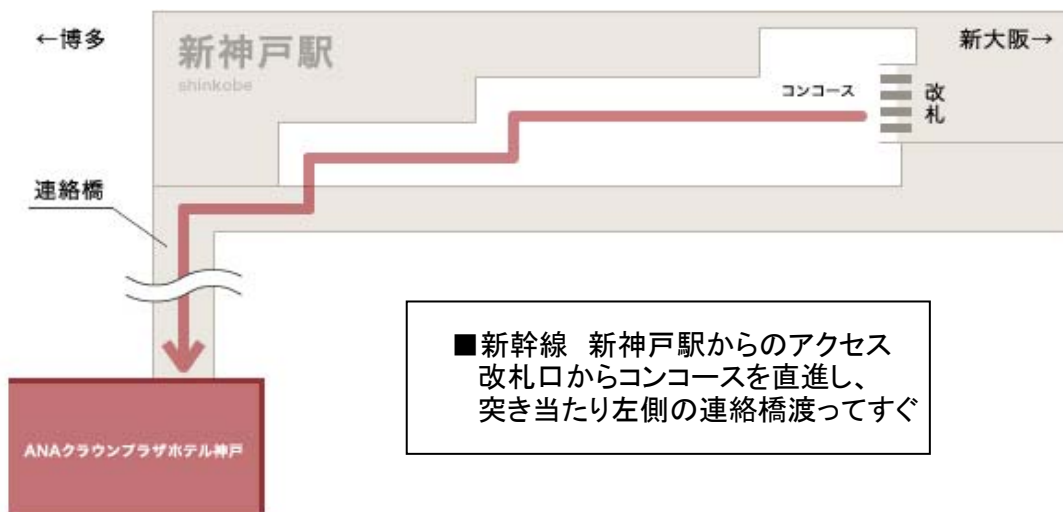 ←博多
新神戸駅
shinkobe
新大阪→
コンコース
改札
連絡橋
■新幹線 新神戸駅からのアクセス
改札口からコンコースを直進し、
突き当たり左側の連絡橋渡ってすぐ
ANAクラウンプラザホテル神戸